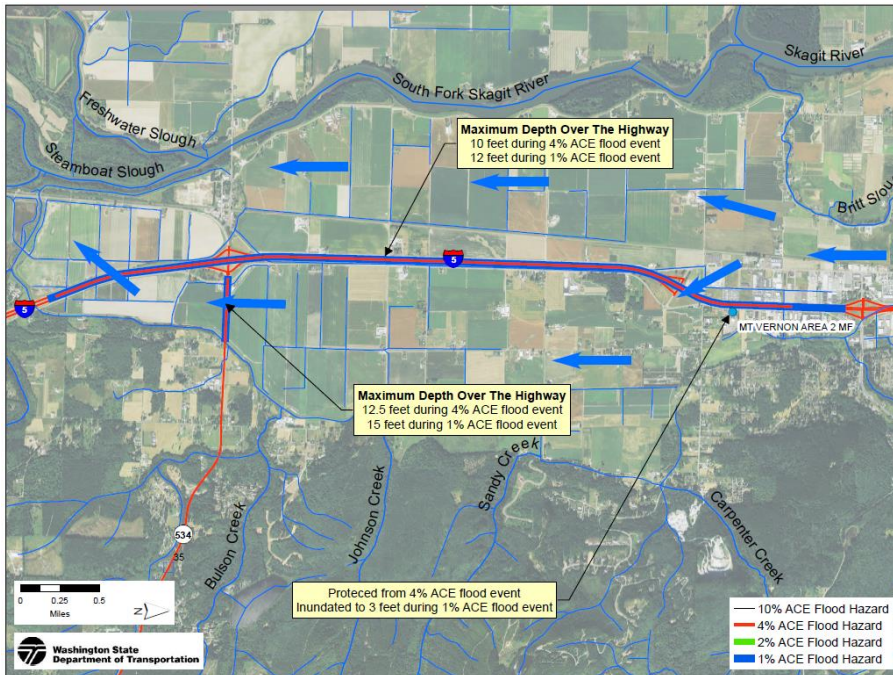 Skagit River
South Fork Skagit River
Freshwater Slough
Steamboat Slough
Maximum Depth Over The Highway
10 feet during 4% ACE flood event
12 feet during 1% ACE flood event
Britt Slou
5
5
MT VERNON AREA 2 MF
Maximum Depth Over The Highway
12.5 feet during 4% ACE flood event
15 feet during 1% ACE flood event
Sandy Creek
Johnson Creek
Carpenter Creek
Bulson Creek
534
35
Proteced from 4% ACE flood event
Inundated to 3 feet during 1% ACE flood event
0 0.25 0.5
Miles
N
Washington State
Department of Transportation
10% ACE Flood Hazard
4% ACE Flood Hazard
2% ACE Flood Hazard
1% ACE Flood Hazard